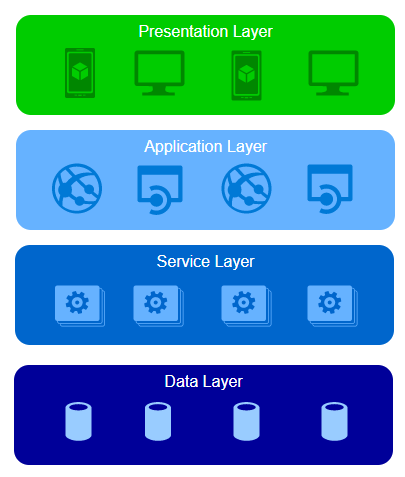 Presentation Layer
Application Layer
Service Layer
Data Layer